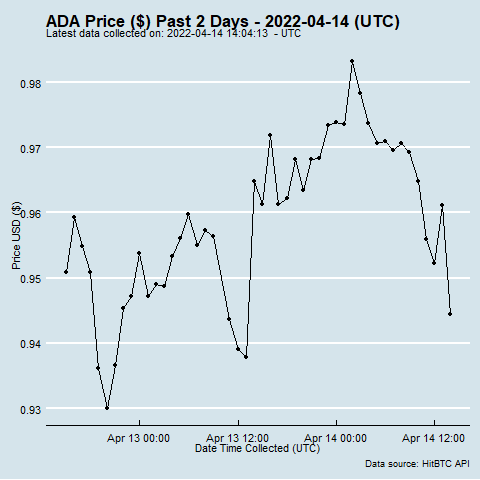 ADA Price ($) Past 2 Days - 2022-04-14 (UTC)
Latest data collected on: 2022-04-14 14:04:13 - UTC
0.98
0.97
0.96
0.95
0.94
0.93
Price USD ($)
Apr 13 00:00
Apr 13 12:00
Apr 14 00:00
Apr 14 12:00
Date Time Collected (UTC)
Data source: HitBTC API